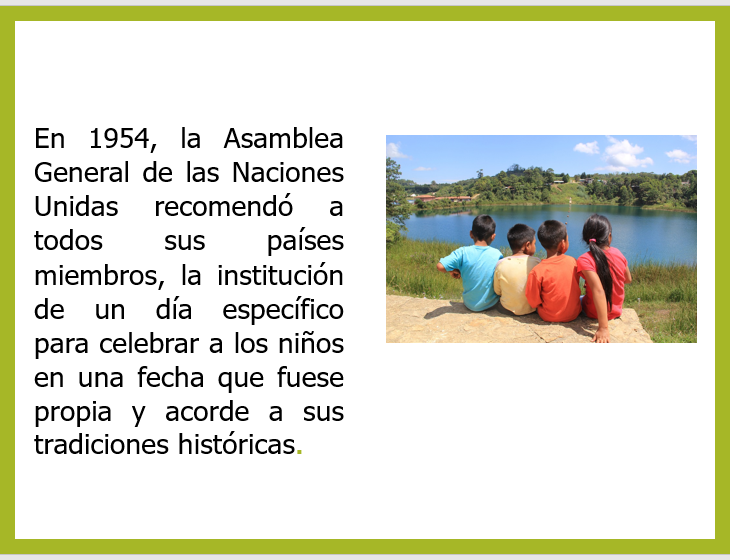 En 1954, la Asamblea
General de las Naciones
Unidas recomendó a
todos sus países
miembros, la institución
de un día específico
para celebrar a los niños
en una fecha que fuese
propia y acorde a sus
tradiciones históricas.